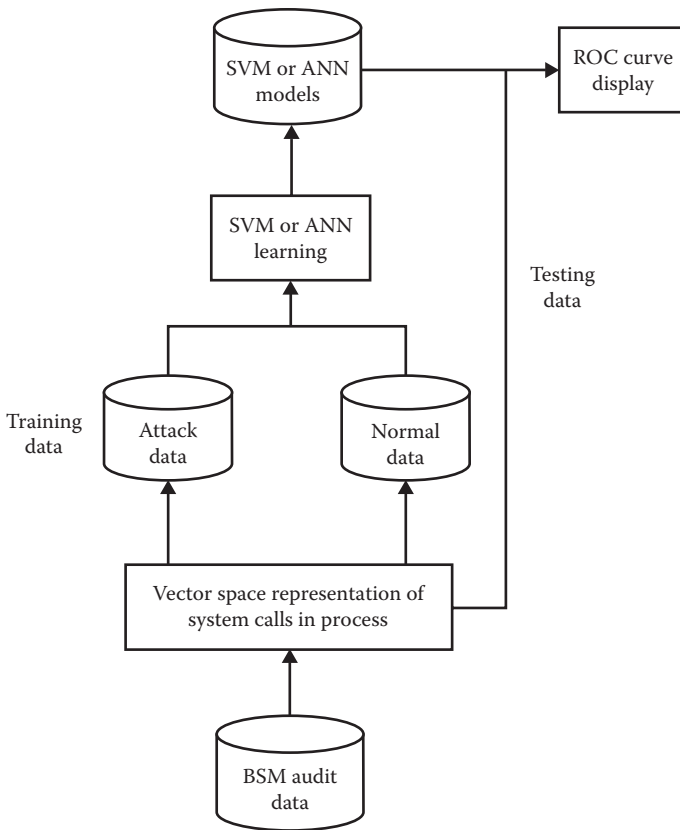 SVM or ANN
models
ROC curve
display
SVM or ANN
learning
Testing
data
Training
data
Attack
data
Normal
data
Vector space representation of
system calls in process
BSM audit
data